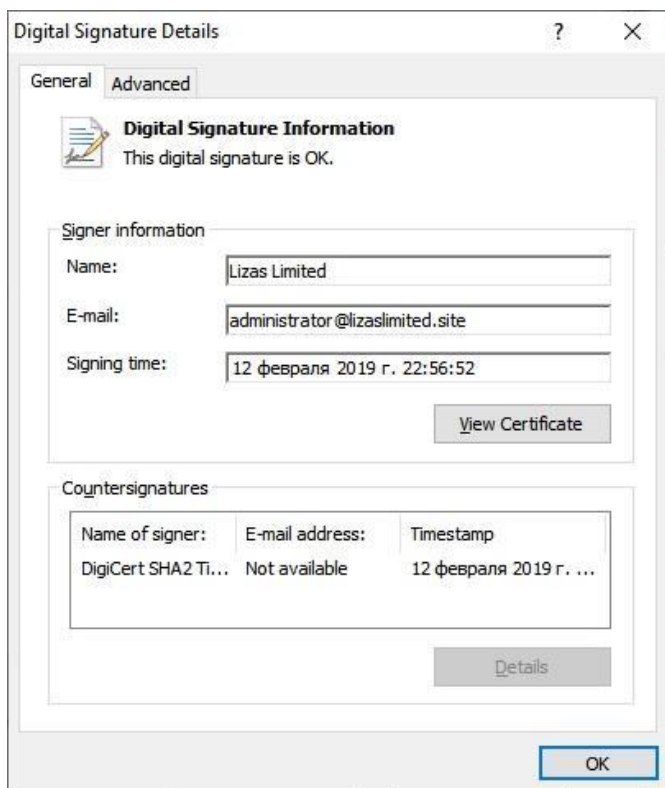 Digital Signature Details
?
General
Advanced
Digital Signature Information
This digital signature is OK.
Signer information
Name:
Lizas Limited
E-mail:
administrator@lizaslimited.site
Signing time:
12 февраля 2019 г. 22:56:52
View Certificate
Countersignatures
Name of signer: E-mail address: Timestamp
DigiCert SHA2 Ti... Not available 12 февраля 2019 г. ...
Details
OK